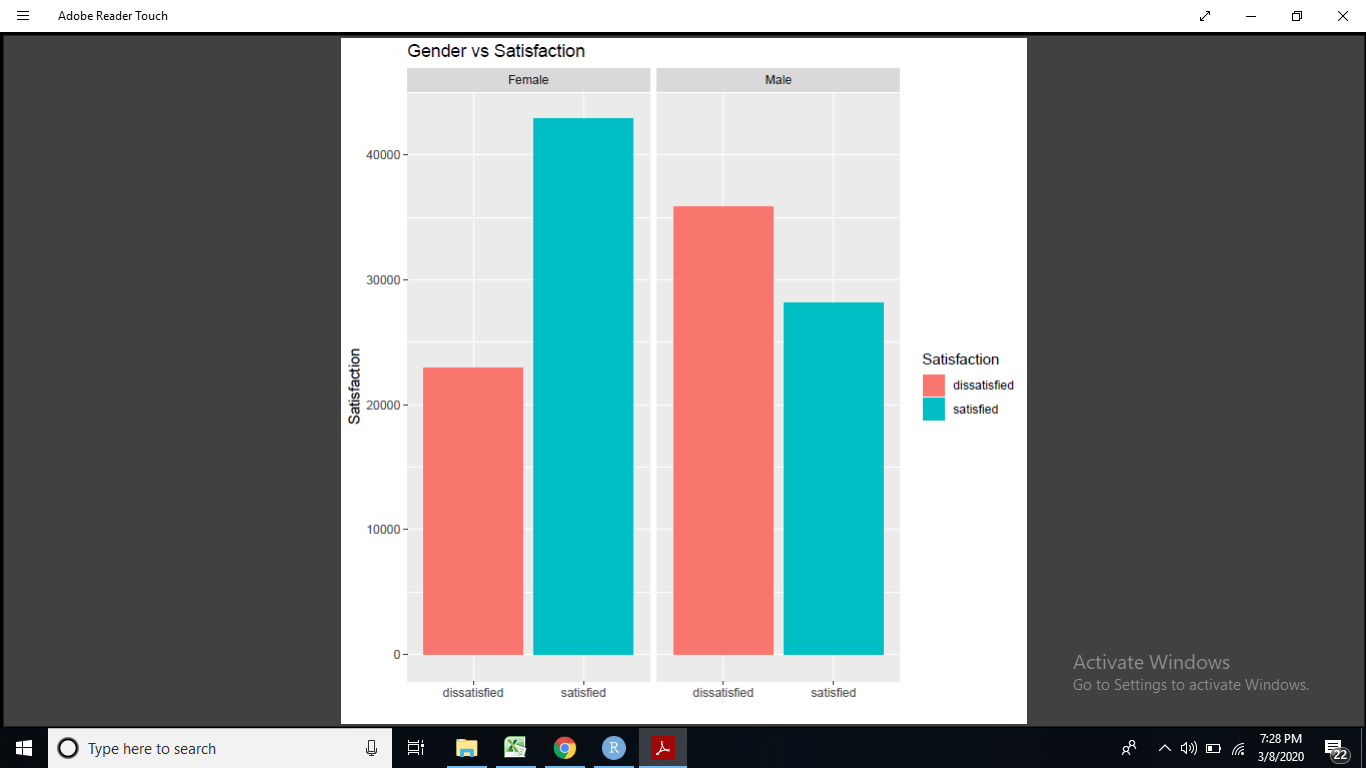 Adobe Reader Touch
Gender vs Satisfaction
Female
Male
40000
30000
20000
10000
0
Satisfaction
dissatisfied
satisfied
dissatisfied
satisfied
Satisfaction
dissatisfied
satisfied
Activate Windows
Go to Settings to activate Windows.
Type here to search
R
7:28 PM
3/8/2020
22